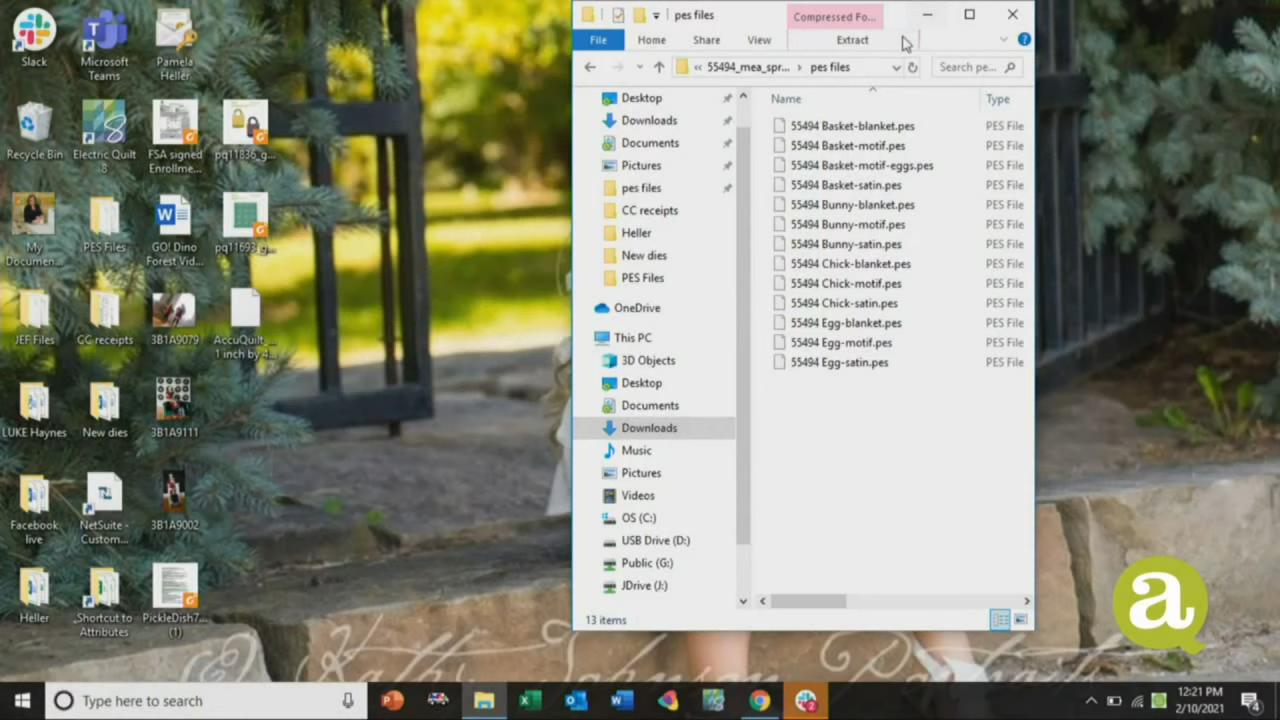 Slack
Microsoft
Teams
Pamela
Heller
Recycle Bin
Electric Quilt
8
FSA signed
Enrollme...
pq11836_g...
My
Documen...
PES Files
GO! Dino
Forest Vid...
pq11693_g...
JEF Files
CC receipts
3B1A9079
AccuQuilt_...
1 inch by 4...
LUKE Haynes
New dies
3B1A9111
Facebook
live
NetSuite -
Custom...
3B1A9002
Heller
Shortcut to
Attributes
PickleDish7...
(1)
pes files
Compressed Fo...
File
Home
Share
View
Extract
« 55494_mea_spr... › pes files
Search pe...
Desktop
Downloads
Documents
Pictures
pes files
CC receipts
Heller
New dies
PES Files
OneDrive
This PC
3D Objects
Desktop
Documents
Downloads
Music
Pictures
Videos
OS (C:)
USB Drive (D:)
Public (G:)
JDrive (J:)
Name Type
55494 Basket-blanket.pes PES File
55494 Basket-motif.pes PES File
55494 Basket-motif-eggs.pes PES File
55494 Basket-satin.pes PES File
55494 Bunny-blanket.pes PES File
55494 Bunny-motif.pes PES File
55494 Bunny-satin.pes PES File
55494 Chick-blanket.pes PES File
55494 Chick-motif.pes PES File
55494 Chick-satin.pes PES File
55494 Egg-blanket.pes PES File
55494 Egg-motif.pes PES File
55494 Egg-satin.pes PES File
13 items
a
Type here to search
12:21 PM
2/10/2021
4